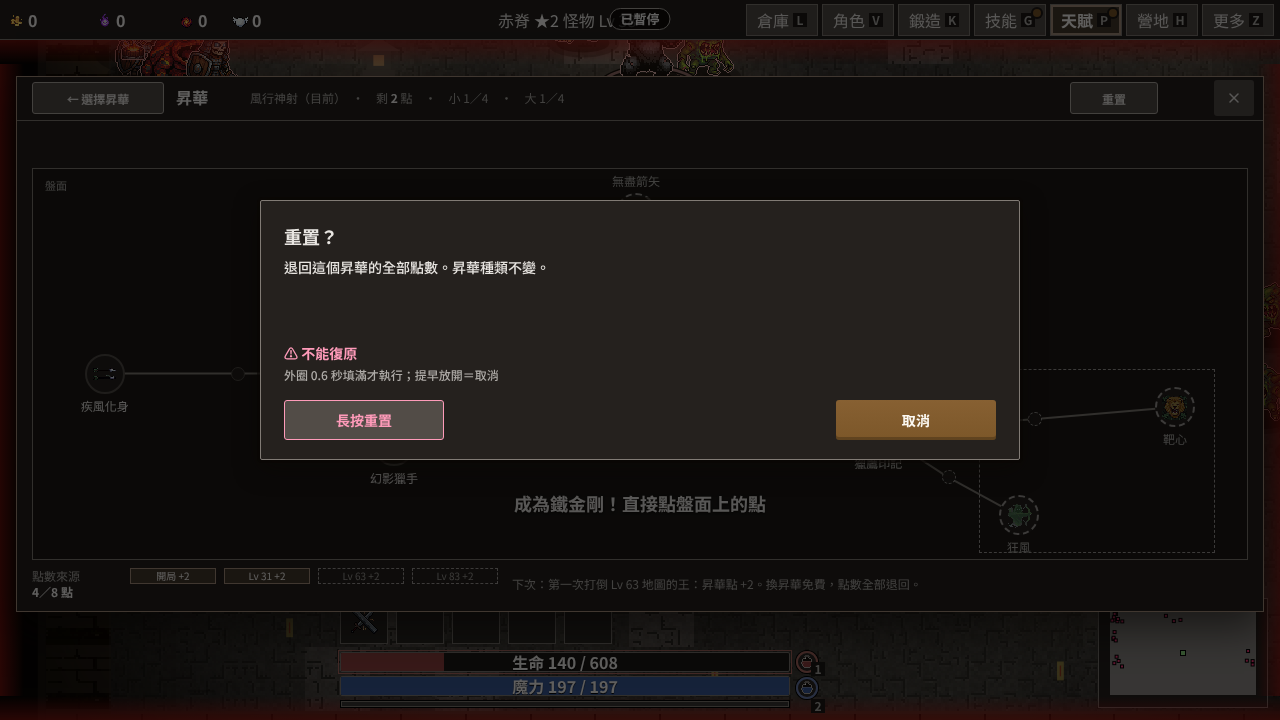 0 0 0 0 赤脊 ★2 怪物 Lv 已暫停 倉庫 L 角色 V 鍛造 K 技能 G 天賦 P 營地 H 更多 Z
← 選擇昇華 昇華 風行神射（目前） • 剩 2 點 • 小 1／4 • 大 1／4 重置 ×
盤面
無盡箭矢
重置？
退回這個昇華的全部點數。昇華種類不變。
不能復原
外圈 0.6 秒填滿才執行；提早放開＝取消
長按重置 取消
疾風化身
靶心
獵鷹印記
幻影獵手
成為鐵金剛！直接點盤面上的點
狂風
點數來源 開局 +2 Lv 31 +2 Lv 63 +2 Lv 83 +2 下次：第一次打倒 Lv 63 地圖的王：昇華點 +2。換昇華免費，點數全部退回。
4／8 點
生命 140 / 608 1
魔力 197 / 197 2